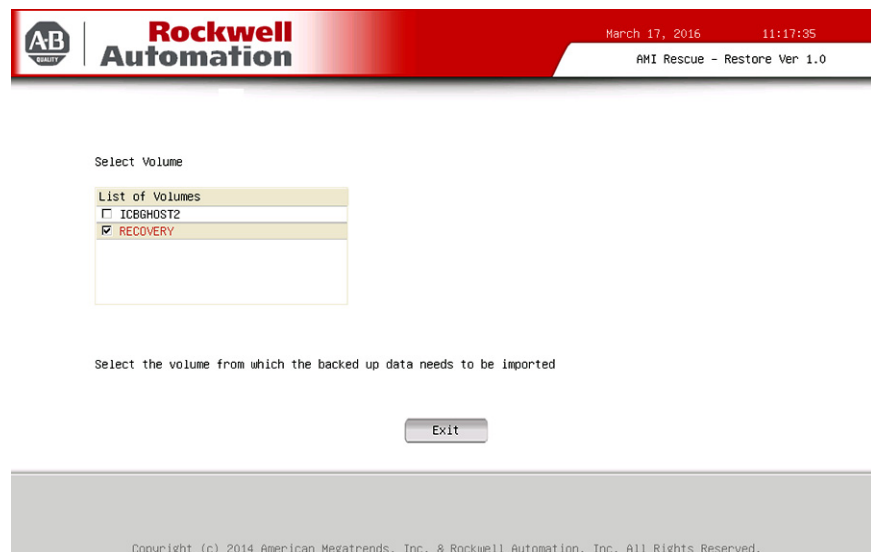 A·B
QUALITY
Rockwell
Automation
March 17, 2016 11:17:35
AMI Rescue - Restore Ver 1.0
Select Volume
List of Volumes
ICBGHOST2
RECOVERY
Select the volume from which the backed up data needs to be imported
Exit
Copyright (c) 2014 American Megatrends, Inc. & Rockwell Automation, Inc. All Rights Reserved.